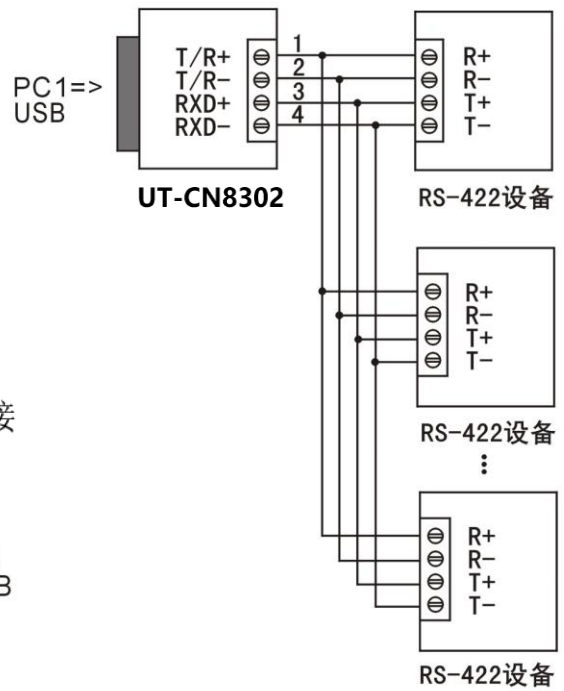 PC1=>
USB
T/R+
T/R-
RXD+
RXD-
1
2
3
4
R+
R-
T+
T-
UT-CN8302
RS-422设备
R+
R-
T+
T-
RS-422设备
接
R+
R-
T+
T-
B
RS-422设备